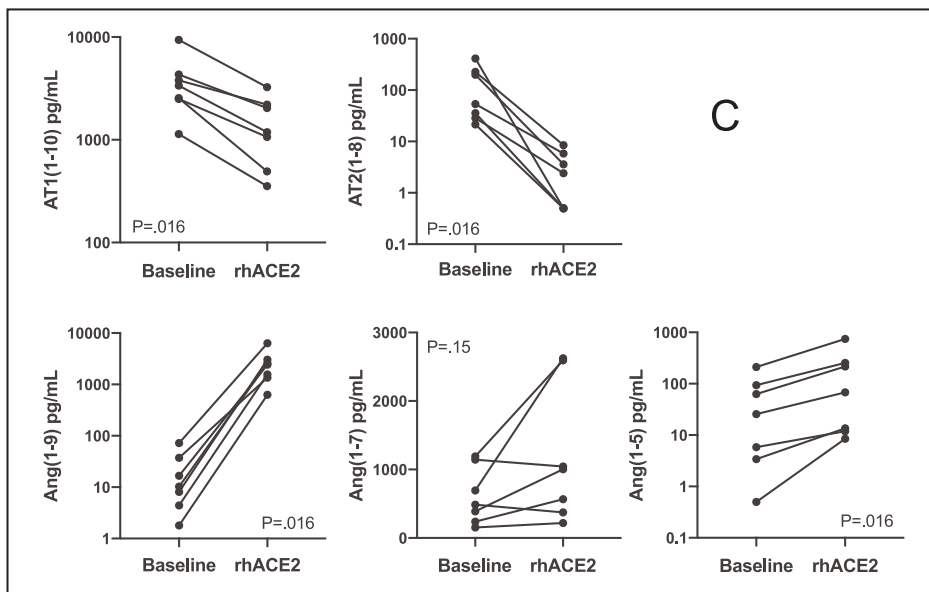 AT1(1-10) pg/mL
10000
1000
100
P=.016
Baseline rhACE2
AT2(1-8) pg/mL
1000
100
10
1
0.1
P=.016
Baseline rhACE2
C
Ang(1-9) pg/mL
10000
1000
100
10
1
P=.016
Baseline rhACE2
Ang(1-7) pg/mL
3000
2000
1000
0
P=.15
Baseline rhACE2
Ang(1-5) pg/mL
1000
100
10
1
0.1
P=.016
Baseline rhACE2